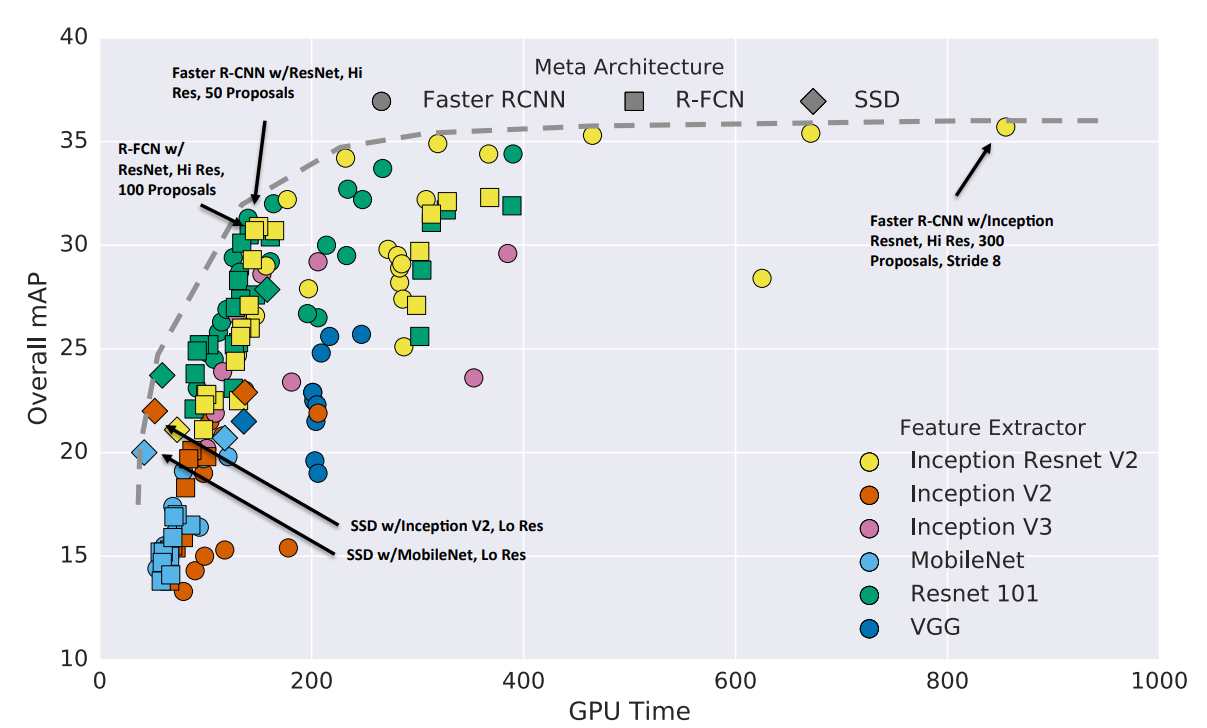 40
35
30
25
20
15
10
Overall mAP
0
200
400
600
800
1000
GPU Time
Meta Architecture
Faster RCNN
R-FCN
SSD
Faster R-CNN w/ResNet, Hi
Res, 50 Proposals
R-FCN w/
ResNet, Hi Res,
100 Proposals
Faster R-CNN w/Inception
Resnet, Hi Res, 300
Proposals, Stride 8
SSD w/Inception V2, Lo Res
SSD w/MobileNet, Lo Res
Feature Extractor
Inception Resnet V2
Inception V2
Inception V3
MobileNet
Resnet 101
VGG